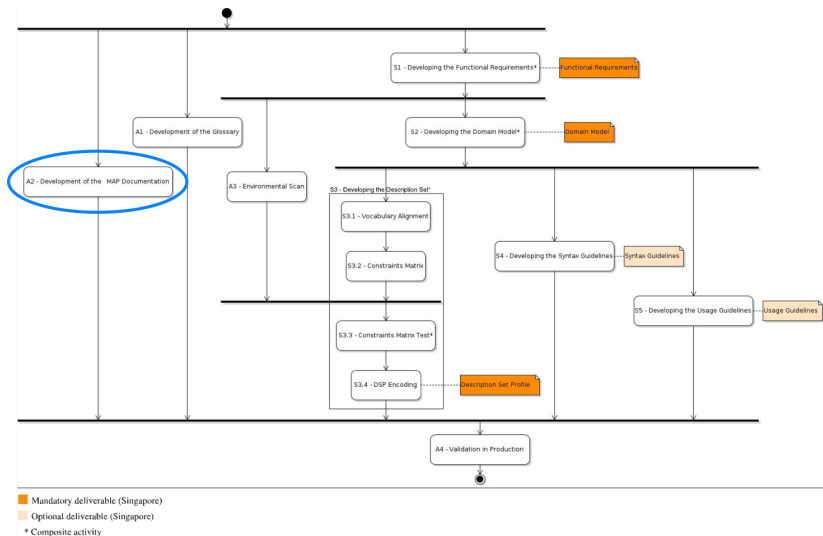 S1 - Developing the Functional Requirements*
Functional Requirements
A1 - Development of the Glossary
S2 - Developing the Domain Model*
Domain Model
A2 - Development of the MAP Documentation
A3 - Environmental Scan
S3 - Developing the Description Set*
S3.1 - Vocabulary Alignment
S4 - Developing the Syntax Guidelines
Syntax Guidelines
S3.2 - Constraints Matrix
S5 - Developing the Usage Guidelines
Usage Guidelines
S3.3 - Constraints Matrix Test*
S3.4 - DSP Encoding
Description Set Profile
A4 - Validation in Production
Mandatory deliverable (Singapore)
Optional deliverable (Singapore)
* Composite activity